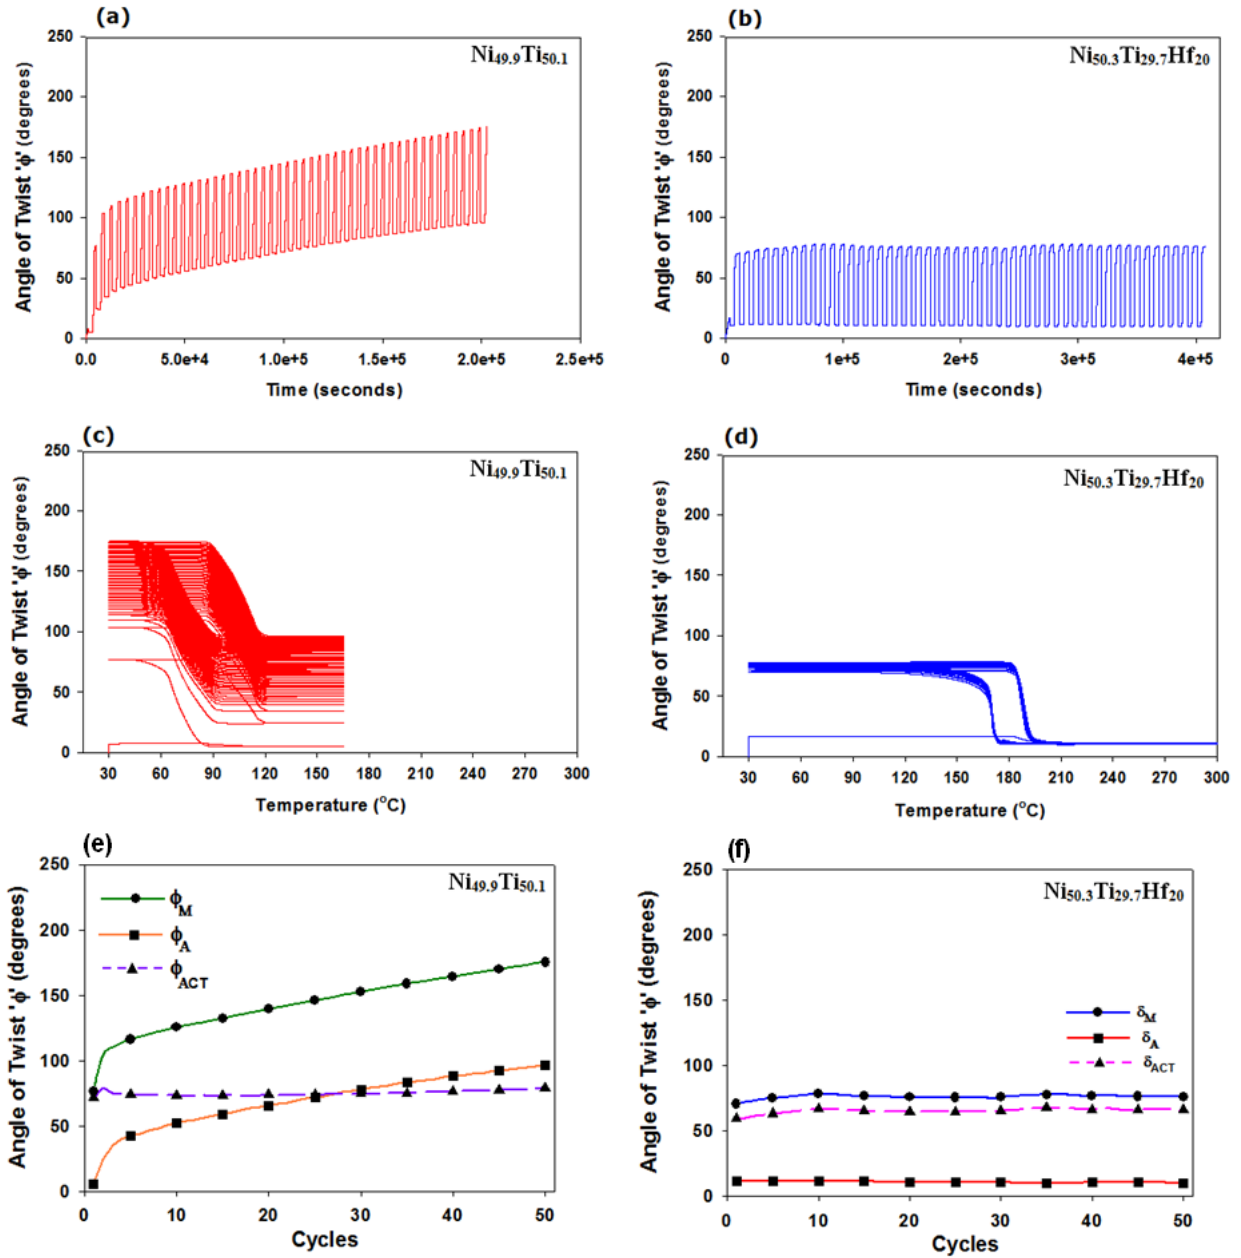 (a)
Ni49.9Ti50.1
Angle of Twist 'ϕ' (degrees)
250
200
150
100
50
0
0.0 5.0e+4 1.0e+5 1.5e+5 2.0e+5 2.5e+5
Time (seconds)
(b)
Ni50.3Ti29.7Hf20
Angle of Twist 'ϕ' (degrees)
250
200
150
100
50
0
0 1e+5 2e+5 3e+5 4e+5
Time (seconds)
(c)
Ni49.9Ti50.1
Angle of Twist 'ϕ' (degrees)
250
200
150
100
50
0
30 60 90 120 150 180 210 240 270 300
Temperature (°C)
(d)
Ni50.3Ti29.7Hf20
Angle of Twist 'ϕ' (degrees)
250
200
150
100
50
0
30 60 90 120 150 180 210 240 270 300
Temperature (°C)
(e)
Ni49.9Ti50.1
ϕM
ϕA
ϕACT
Angle of Twist 'ϕ' (degrees)
250
200
150
100
50
0
0 10 20 30 40 50
Cycles
(f)
Ni50.3Ti29.7Hf20
δM
δA
δACT
Angle of Twist 'ϕ' (degrees)
250
200
150
100
50
0
0 10 20 30 40 50
Cycles